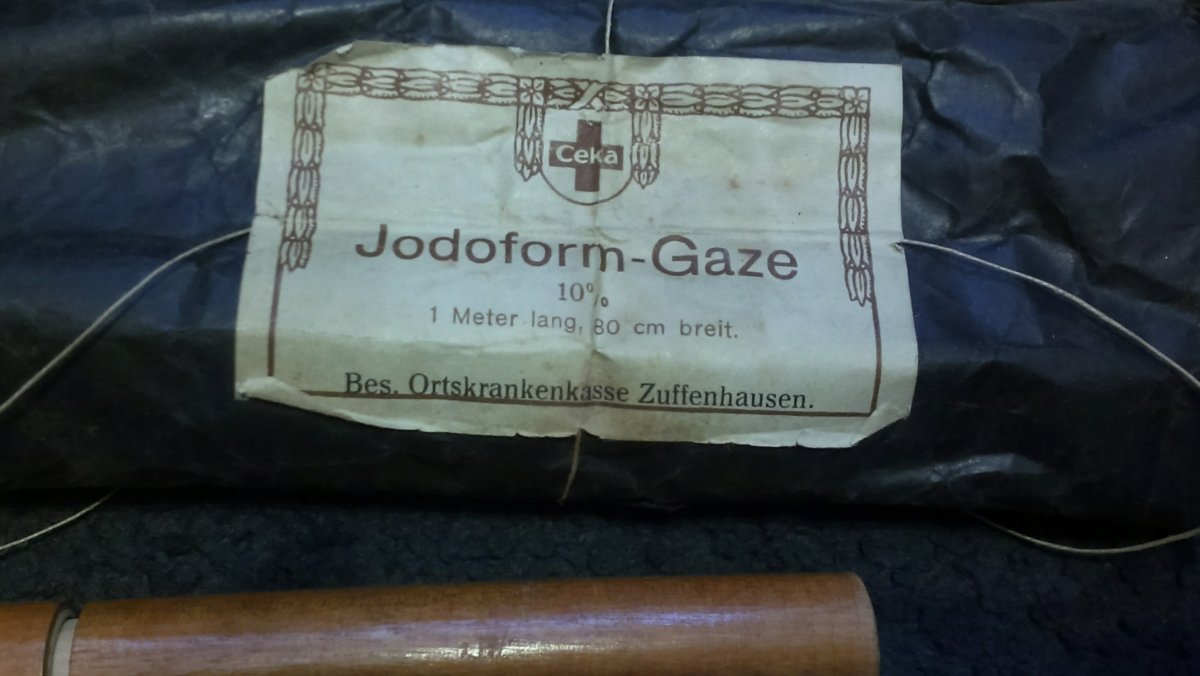 Ceka
Jodoform-Gaze
10%
1 Meter lang, 80 cm breit.
Bes. Ortskrankenkasse Zuffenhausen.